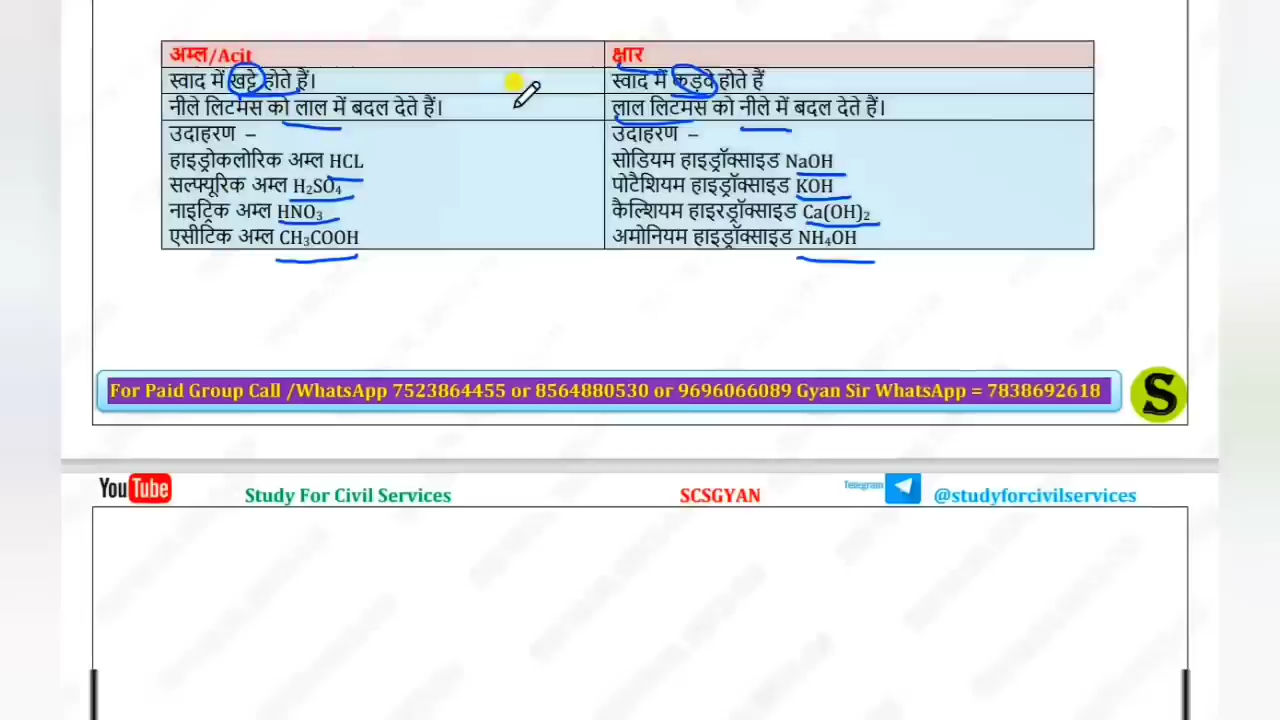 अम्ल/Acit
क्षार
स्वाद में खट्टे होते हैं।
स्वाद में कड़वे होते हैं
नीले लिटमस को लाल में बदल देते हैं।
लाल लिटमस को नीले में बदल देते हैं।
उदाहरण –
हाइड्रोक्लोरिक अम्ल HCL
सल्फ्यूरिक अम्ल H₂SO₄
नाइट्रिक अम्ल HNO₃
एसीटिक अम्ल CH₃COOH
उदाहरण –
सोडियम हाइड्रॉक्साइड NaOH
पोटैशियम हाइड्रॉक्साइड KOH
कैल्शियम हाइरड्रॉक्साइड Ca(OH)₂
अमोनियम हाइड्रॉक्साइड NH₄OH
For Paid Group Call /WhatsApp 7523864455 or 8564880530 or 9696066089 Gyan Sir WhatsApp = 7838692618
S
YouTube
Study For Civil Services
SCSGYAN
Telegram
@studyforcivilservices